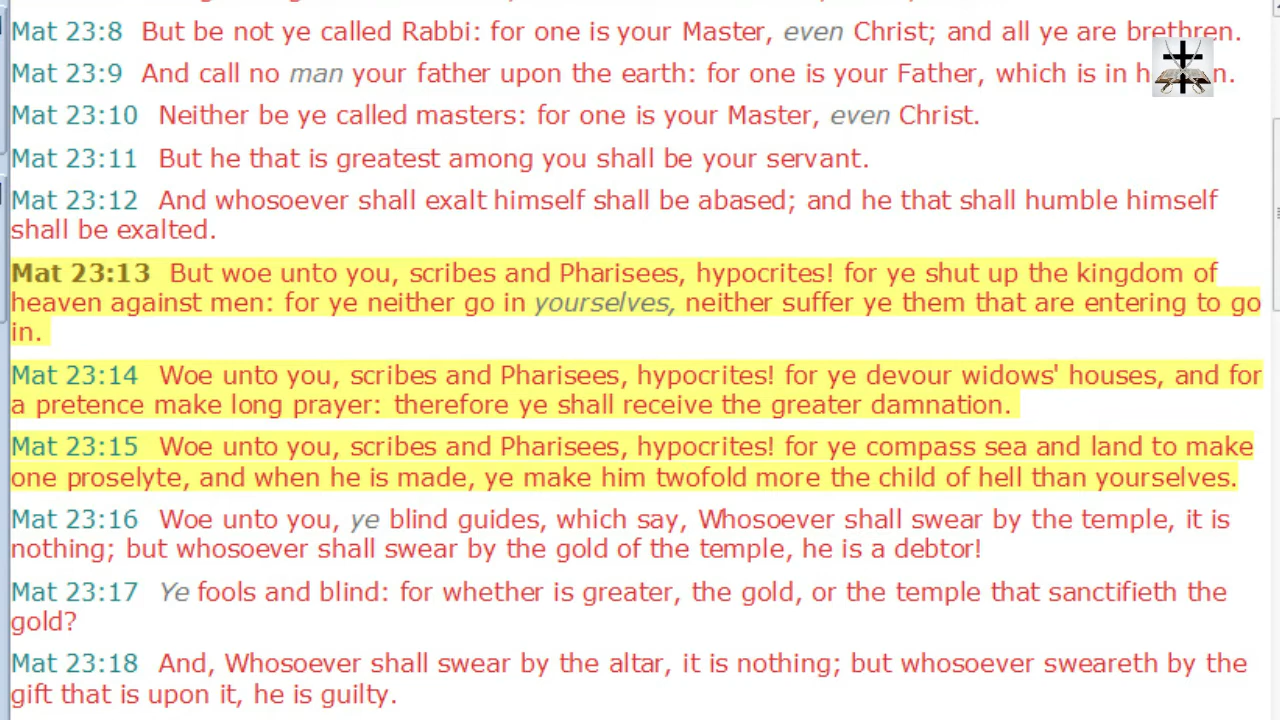 Mat 23:8 But be not ye called Rabbi: for one is your Master, even Christ; and all ye are brethren.
Mat 23:9 And call no man your father upon the earth: for one is your Father, which is in
Mat 23:10 Neither be ye called masters: for one is your Master, even Christ.
Mat 23:11 But he that is greatest among you shall be your servant.
Mat 23:12 And whosoever shall exalt himself shall be abased; and he that shall humble himself
shall be exalted.
Mat 23:13 But woe unto you, scribes and Pharisees, hypocrites! for ye shut up the kingdom of
heaven against men: for ye neither go in yourselves, neither suffer ye them that are entering to go
in.
Mat 23:14 Woe unto you, scribes and Pharisees, hypocrites! for ye devour widows' houses, and for
a pretence make long prayer: therefore ye shall receive the greater damnation.
Mat 23:15 Woe unto you, scribes and Pharisees, hypocrites! for ye compass sea and land to make
one proselyte, and when he is made, ye make him twofold more the child of hell than yourselves.
Mat 23:16 Woe unto you, ye blind guides, which say, Whosoever shall swear by the temple, it is
nothing; but whosoever shall swear by the gold of the temple, he is a debtor!
Mat 23:17 Ye fools and blind: for whether is greater, the gold, or the temple that sanctifieth the
gold?
Mat 23:18 And, Whosoever shall swear by the altar, it is nothing; but whosoever sweareth by the
gift that is upon it, he is guilty.